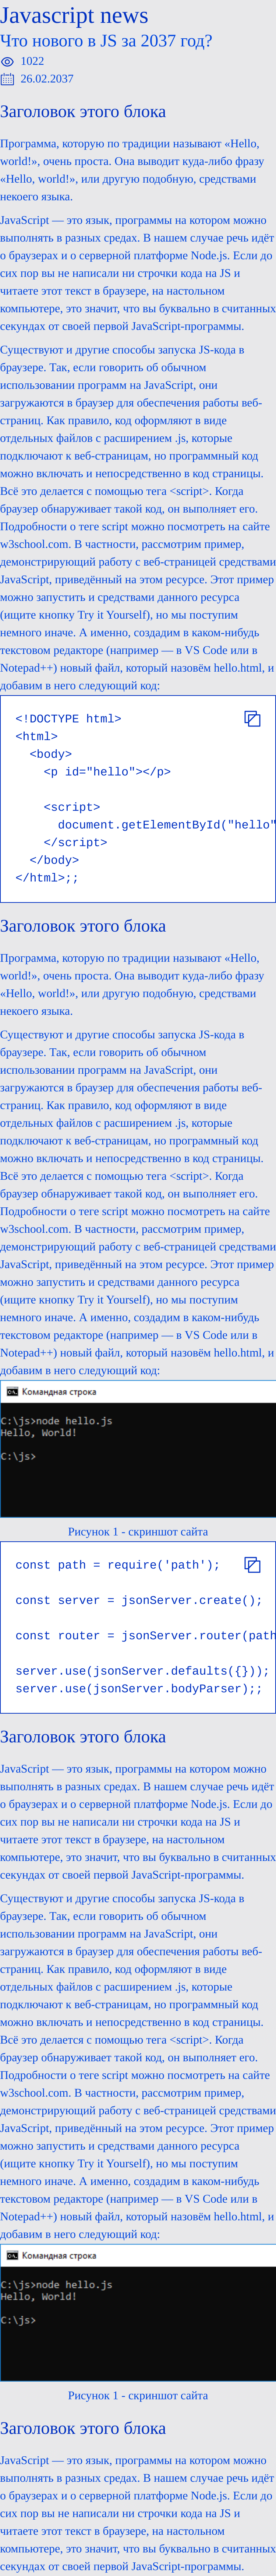 Javascript news
Что нового в JS за 2037 год?
1022
26.02.2037
Заголовок этого блока
Программа, которую по традиции называют «Hello,
world!», очень проста. Она выводит куда-либо фразу
«Hello, world!», или другую подобную, средствами
некоего языка.
JavaScript — это язык, программы на котором можно
выполнять в разных средах. В нашем случае речь идёт
о браузерах и о серверной платформе Node.js. Если до
сих пор вы не написали ни строчки кода на JS и
читаете этот текст в браузере, на настольном
компьютере, это значит, что вы буквально в считанных
секундах от своей первой JavaScript-программы.
Существуют и другие способы запуска JS-кода в
браузере. Так, если говорить об обычном
использовании программ на JavaScript, они
загружаются в браузер для обеспечения работы веб-
страниц. Как правило, код оформляют в виде
отдельных файлов с расширением .js, которые
подключают к веб-страницам, но программный код
можно включать и непосредственно в код страницы.
Всё это делается с помощью тега <script>. Когда
браузер обнаруживает такой код, он выполняет его.
Подробности о теге script можно посмотреть на сайте
w3school.com. В частности, рассмотрим пример,
демонстрирующий работу с веб-страницей средствами
JavaScript, приведённый на этом ресурсе. Этот пример
можно запустить и средствами данного ресурса
(ищите кнопку Try it Yourself), но мы поступим
немного иначе. А именно, создадим в каком-нибудь
текстовом редакторе (например — в VS Code или в
Notepad++) новый файл, который назовём hello.html, и
добавим в него следующий код:
<!DOCTYPE html>
<html>
<body>
<p id="hello"></p>
<script>
document.getElementById("hello"
</script>
</body>
</html>;;
Заголовок этого блока
Программа, которую по традиции называют «Hello,
world!», очень проста. Она выводит куда-либо фразу
«Hello, world!», или другую подобную, средствами
некоего языка.
Существуют и другие способы запуска JS-кода в
браузере. Так, если говорить об обычном
использовании программ на JavaScript, они
загружаются в браузер для обеспечения работы веб-
страниц. Как правило, код оформляют в виде
отдельных файлов с расширением .js, которые
подключают к веб-страницам, но программный код
можно включать и непосредственно в код страницы.
Всё это делается с помощью тега <script>. Когда
браузер обнаруживает такой код, он выполняет его.
Подробности о теге script можно посмотреть на сайте
w3school.com. В частности, рассмотрим пример,
демонстрирующий работу с веб-страницей средствами
JavaScript, приведённый на этом ресурсе. Этот пример
можно запустить и средствами данного ресурса
(ищите кнопку Try it Yourself), но мы поступим
немного иначе. А именно, создадим в каком-нибудь
текстовом редакторе (например — в VS Code или в
Notepad++) новый файл, который назовём hello.html, и
добавим в него следующий код:
Командная строка
C:\js>node hello.js
Hello, World!
C:\js>
Рисунок 1 - скриншот сайта
const path = require('path');
const server = jsonServer.create();
const router = jsonServer.router(path
server.use(jsonServer.defaults({}));
server.use(jsonServer.bodyParser);;
Заголовок этого блока
JavaScript — это язык, программы на котором можно
выполнять в разных средах. В нашем случае речь идёт
о браузерах и о серверной платформе Node.js. Если до
сих пор вы не написали ни строчки кода на JS и
читаете этот текст в браузере, на настольном
компьютере, это значит, что вы буквально в считанных
секундах от своей первой JavaScript-программы.
Существуют и другие способы запуска JS-кода в
браузере. Так, если говорить об обычном
использовании программ на JavaScript, они
загружаются в браузер для обеспечения работы веб-
страниц. Как правило, код оформляют в виде
отдельных файлов с расширением .js, которые
подключают к веб-страницам, но программный код
можно включать и непосредственно в код страницы.
Всё это делается с помощью тега <script>. Когда
браузер обнаруживает такой код, он выполняет его.
Подробности о теге script можно посмотреть на сайте
w3school.com. В частности, рассмотрим пример,
демонстрирующий работу с веб-страницей средствами
JavaScript, приведённый на этом ресурсе. Этот пример
можно запустить и средствами данного ресурса
(ищите кнопку Try it Yourself), но мы поступим
немного иначе. А именно, создадим в каком-нибудь
текстовом редакторе (например — в VS Code или в
Notepad++) новый файл, который назовём hello.html, и
добавим в него следующий код:
Командная строка
C:\js>node hello.js
Hello, World!
C:\js>
Рисунок 1 - скриншот сайта
Заголовок этого блока
JavaScript — это язык, программы на котором можно
выполнять в разных средах. В нашем случае речь идёт
о браузерах и о серверной платформе Node.js. Если до
сих пор вы не написали ни строчки кода на JS и
читаете этот текст в браузере, на настольном
компьютере, это значит, что вы буквально в считанных
секундах от своей первой JavaScript-программы.